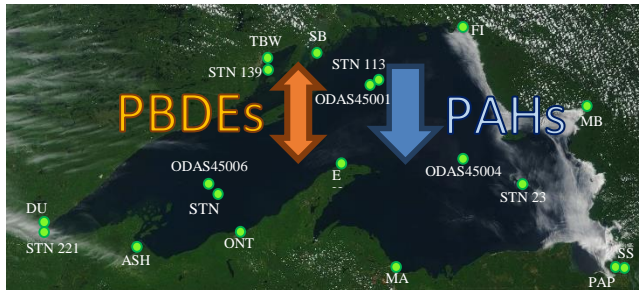 FI
SB
TBW
STN 113
STN 139
ODAS45001
PBDEs
PAHs
MB
ODAS45006
E
--
ODAS45004
STN
STN 23
DU
STN 221
ASH
ONT
MA
SS
PAP